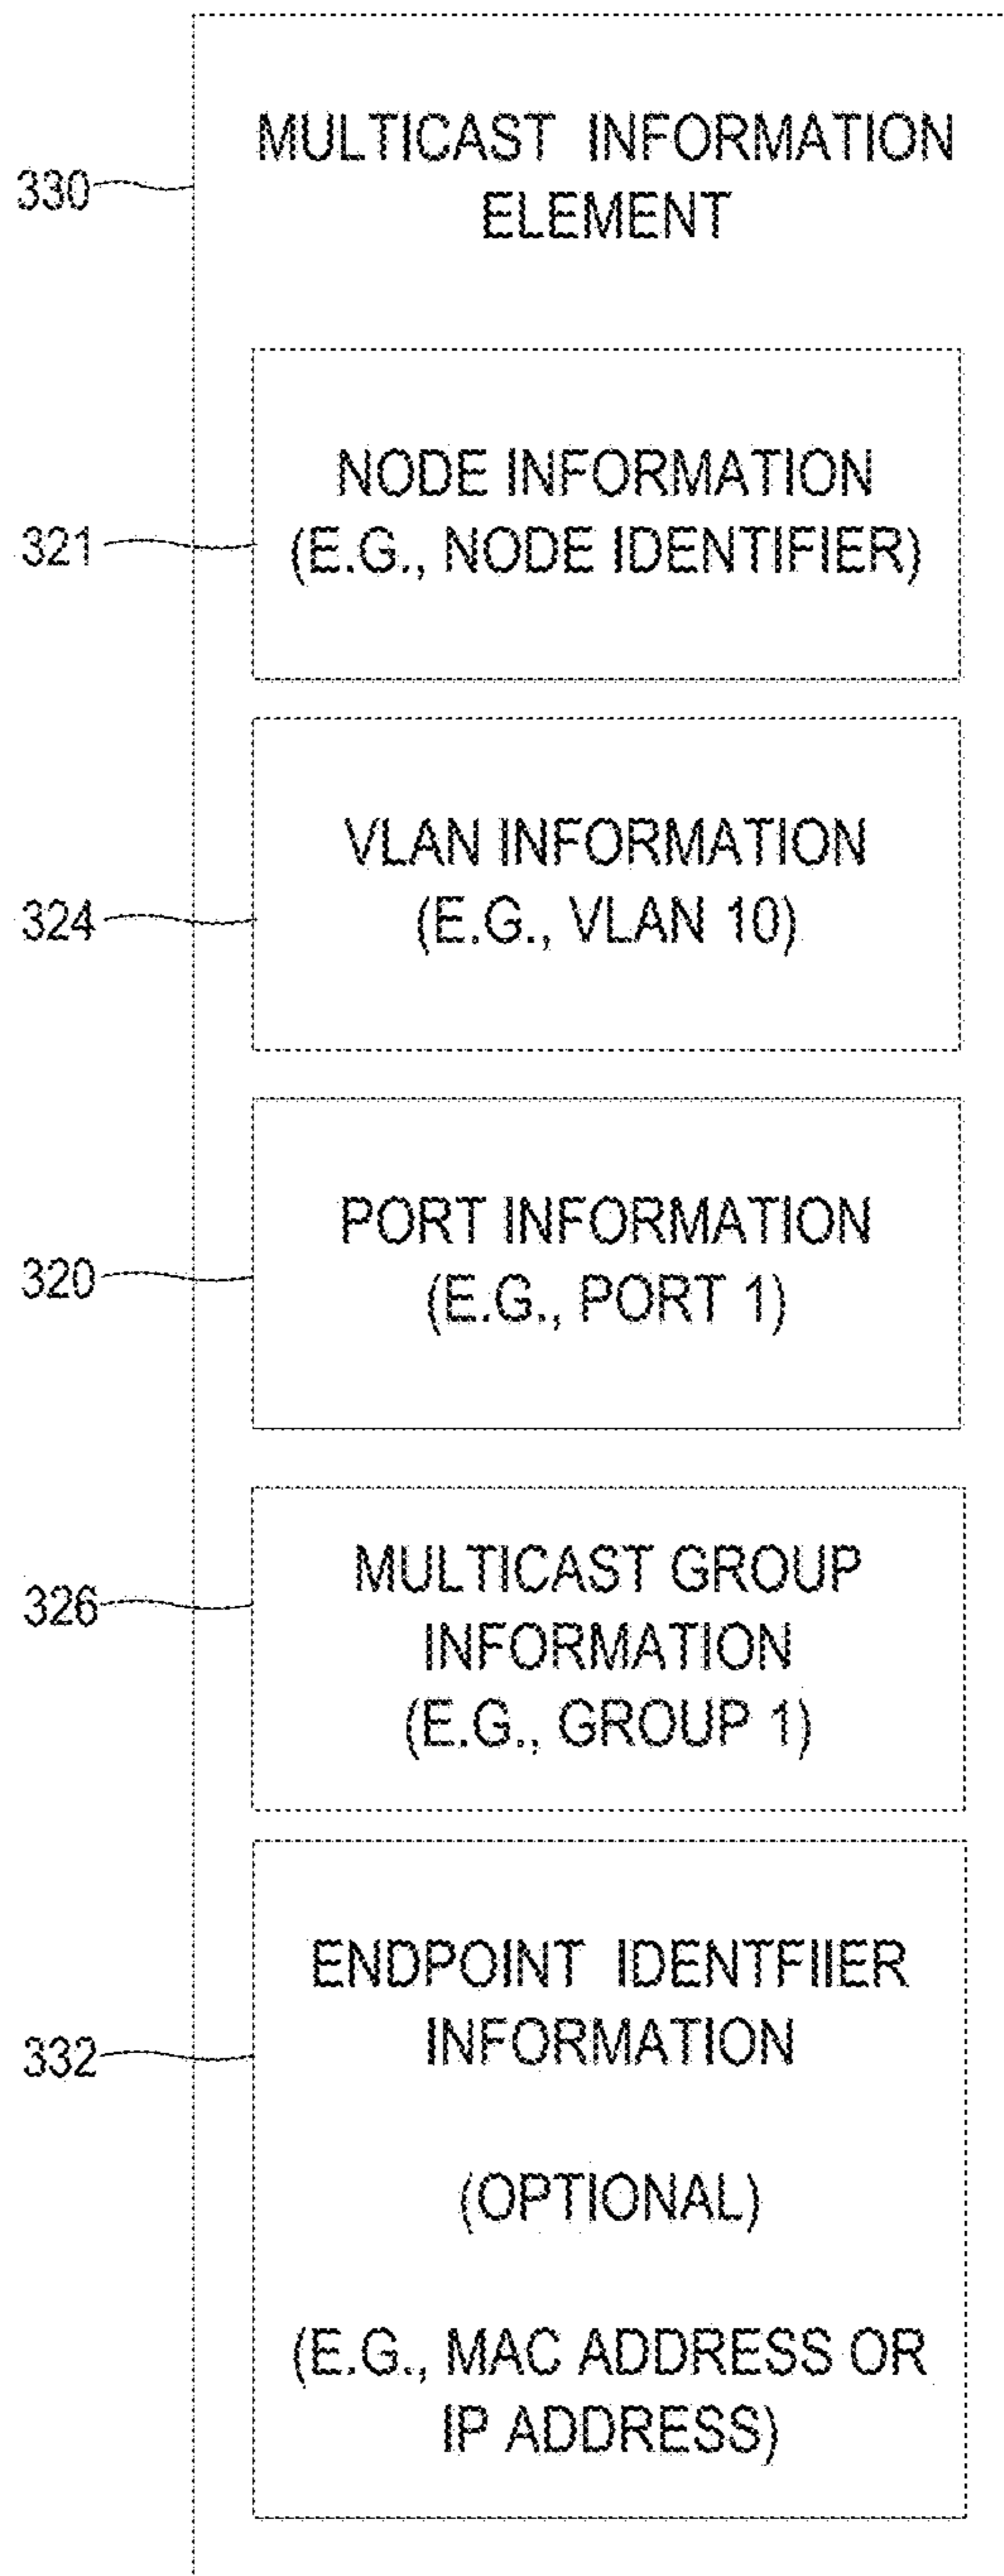 MULTICAST INFORMATION
ELEMENT
330
NODE INFORMATION
(E.G., NODE IDENTIFIER)
321
VLAN INFORMATION
(E.G., VLAN 10)
324
PORT INFORMATION
(E.G., PORT 1)
320
MULTICAST GROUP
INFORMATION
(E.G., GROUP 1)
326
ENDPOINT IDENTFIIER
INFORMATION
(OPTIONAL)
(E.G., MAC ADDRESS OR
IP ADDRESS)
332